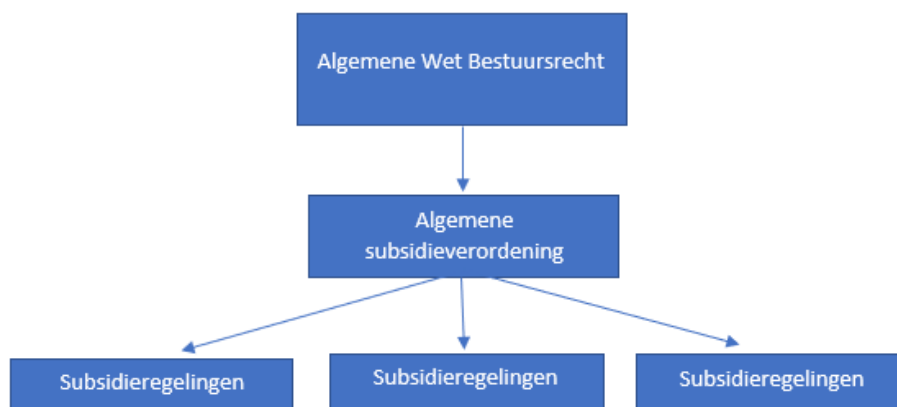 Algemene Wet Bestuursrecht
Algemene
subsidieverordening
Subsidieregelingen
Subsidieregelingen
Subsidieregelingen